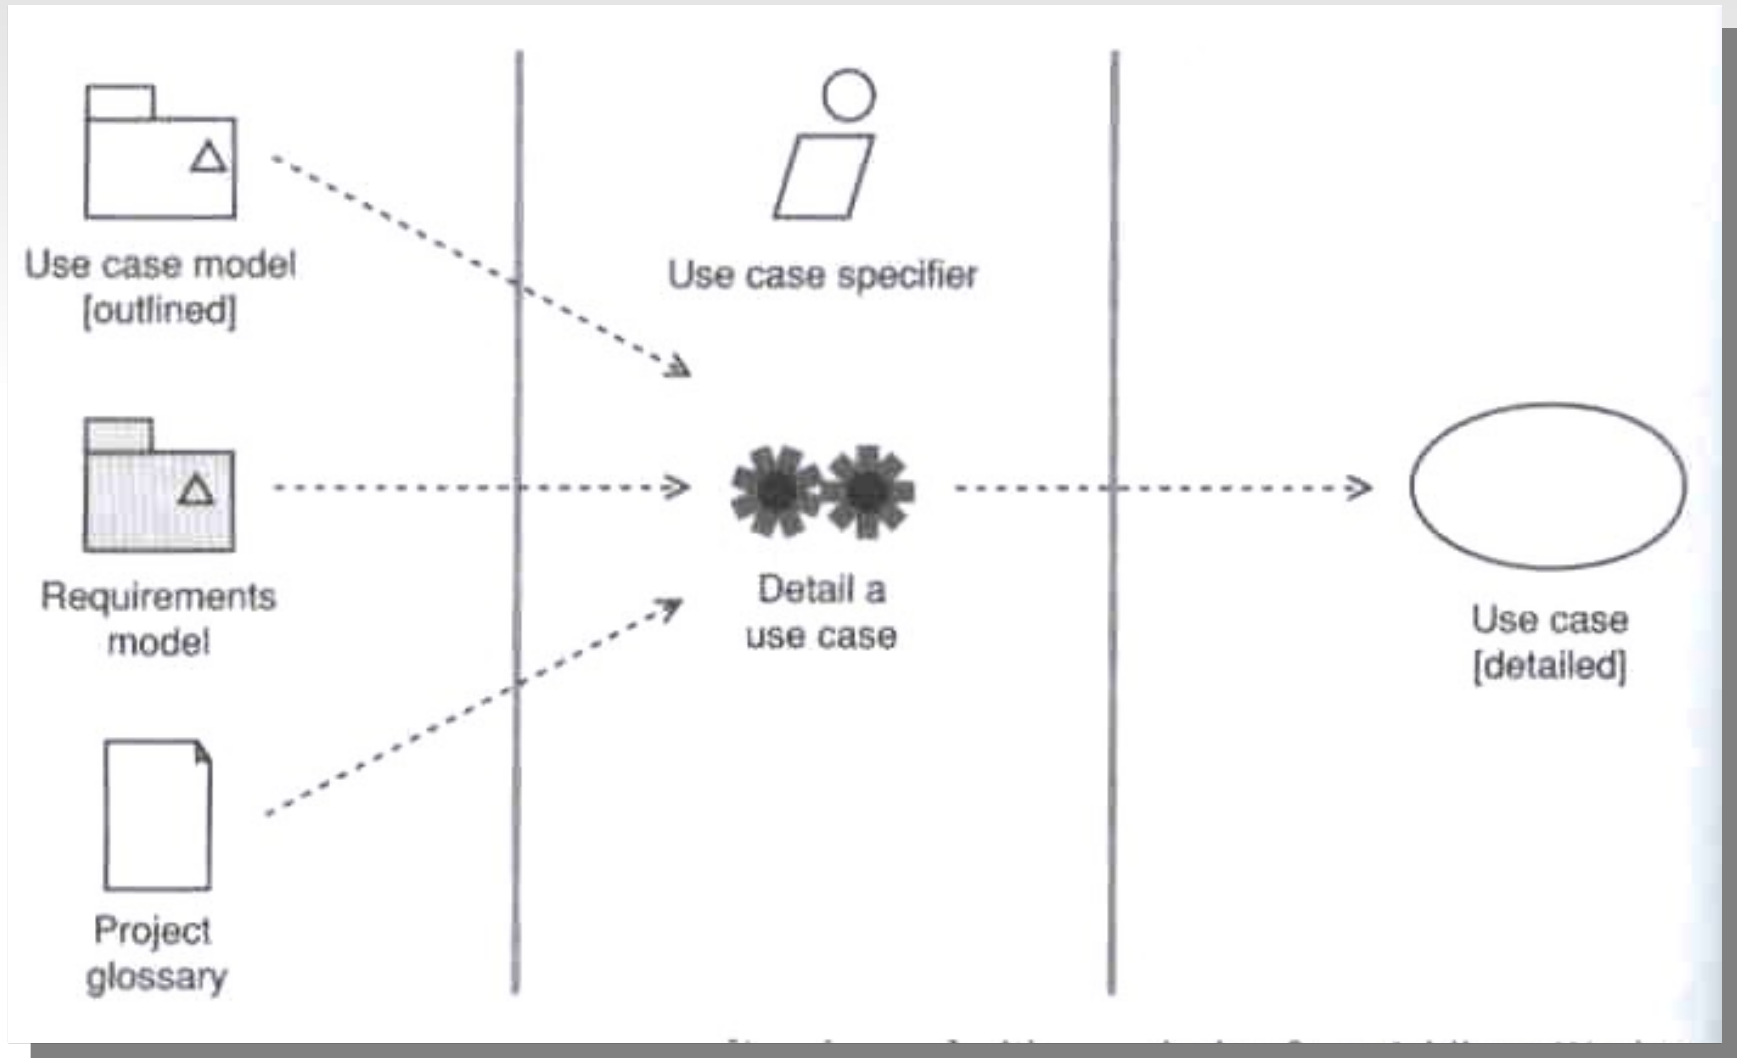 Use case model
[outlined]
Use case specifier
Requirements
model
Detail a
use case
Use case
[detailed]
Project
glossary